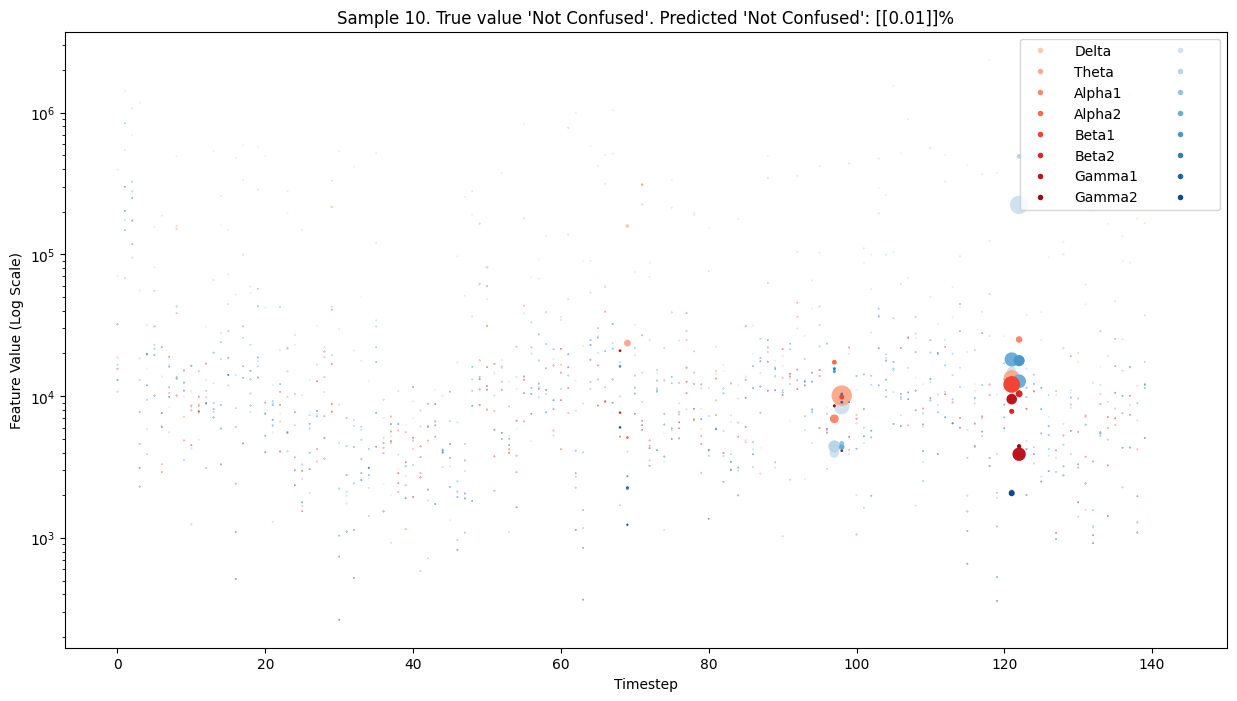 Sample 10. True value 'Not Confused'. Predicted 'Not Confused': [[0.01]]%
Feature Value (Log Scale)
10^6
10^5
10^4
10^3
Delta
Theta
Alpha1
Alpha2
Beta1
Beta2
Gamma1
Gamma2
0 20 40 60 80 100 120 140
Timestep